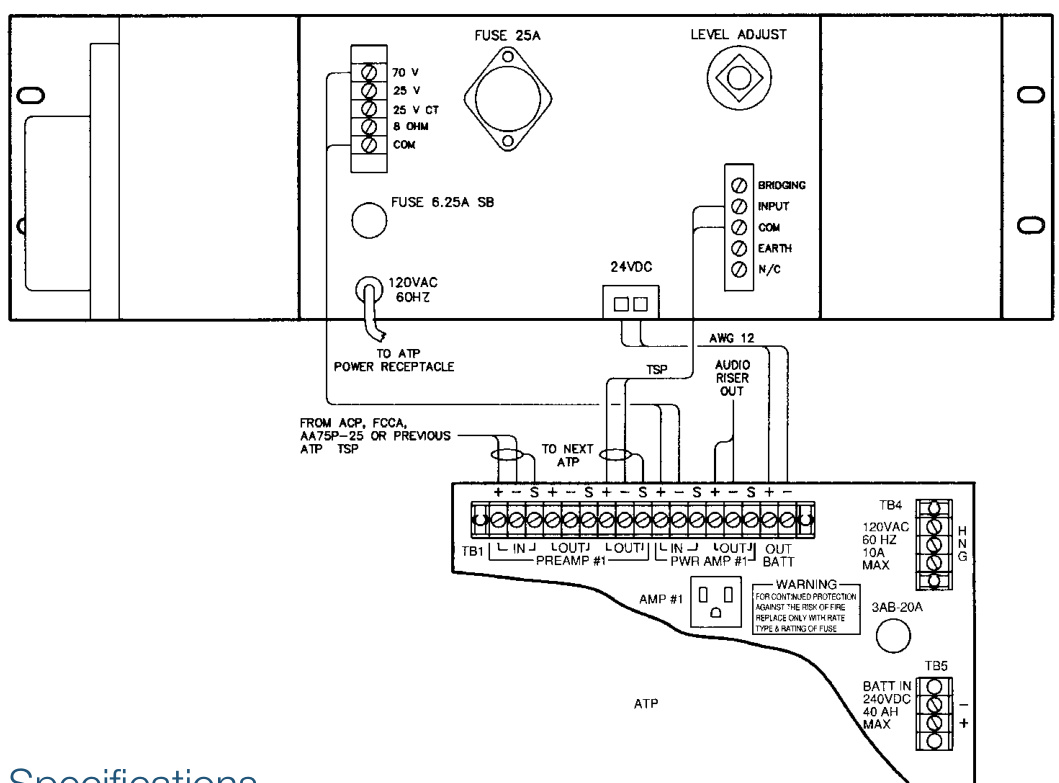 FUSE 25A
LEVEL ADJUST
70 V
25 V
25 V CT
8 OHM
COM
FUSE 6.25A SB
BRIDGING
INPUT
COM
EARTH
N/C
120VAC
60HZ
24VDC
TO ATP
POWER RECEPTACLE
AWG 12
TSP
AUDIO
RISER
OUT
FROM ACP, FCCA,
AA75P-25 OR PREVIOUS
ATP TSP
TO NEXT
ATP
+ − S + − S + − S + − S + − S + −
TB1
IN OUT OUT IN OUT OUT
PREAMP #1 PWR AMP #1 BATT
TB4
120VAC
60 HZ
10A
MAX
H
N
G
AMP #1
WARNING
FOR CONTINUED PROTECTION
AGAINST THE RISK OF FIRE
REPLACE ONLY WITH RATE
TYPE & RATING OF FUSE
3AB-20A
TB5
BATT IN
240VDC
40 AH
MAX
−
+
ATP
Specifications